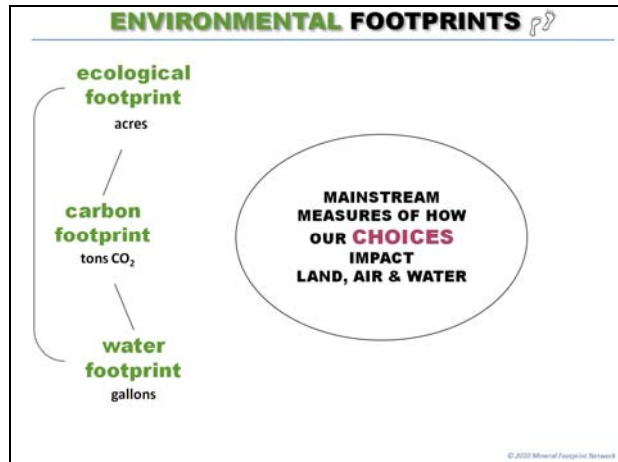 ENVIRONMENTAL FOOTPRINTS
ecological
footprint
acres
carbon
footprint
tons CO₂
water
footprint
gallons
MAINSTREAM
MEASURES OF HOW
OUR CHOICES
IMPACT
LAND, AIR & WATER
© 2010 Mineral Footprint Network